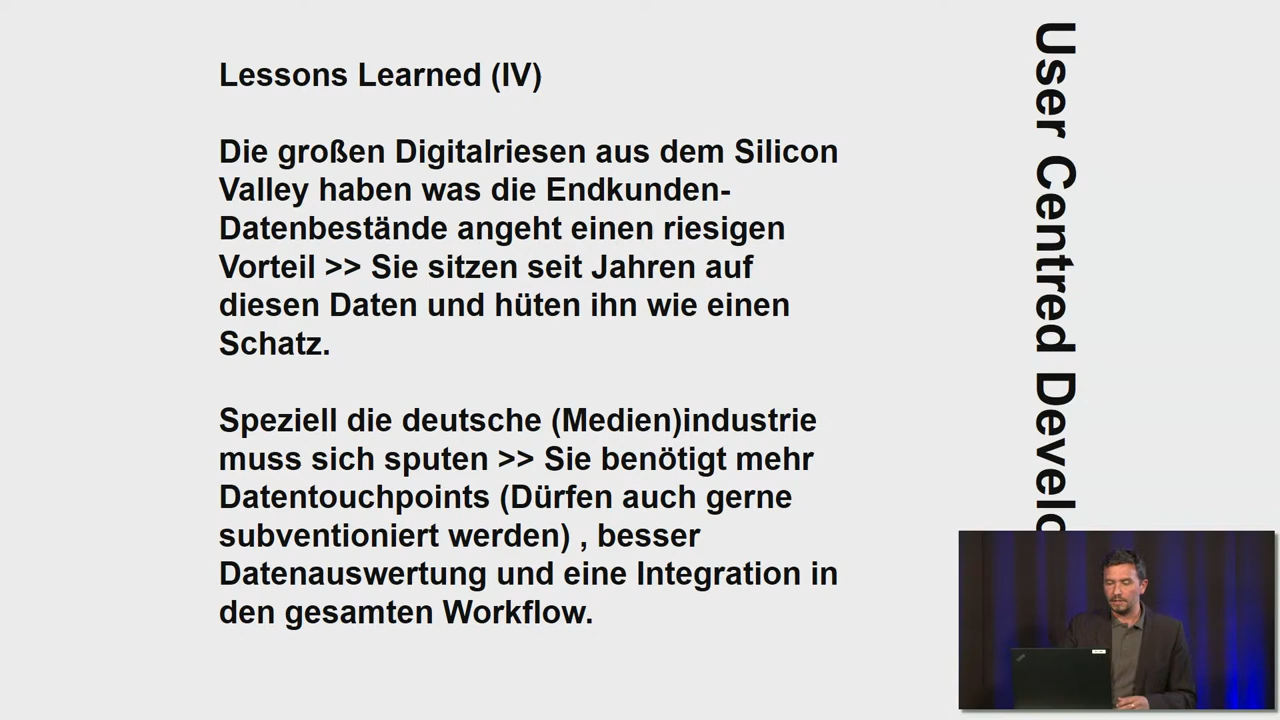 Lessons Learned (IV)
Die großen Digitalriesen aus dem Silicon
Valley haben was die Endkunden-
Datenbestände angeht einen riesigen
Vorteil >> Sie sitzen seit Jahren auf
diesen Daten und hüten ihn wie einen
Schatz.
Speziell die deutsche (Medien)industrie
muss sich sputen >> Sie benötigt mehr
Datentouchpoints (Dürfen auch gerne
subventioniert werden) , besser
Datenauswertung und eine Integration in
den gesamten Workflow.
User Centred Develo